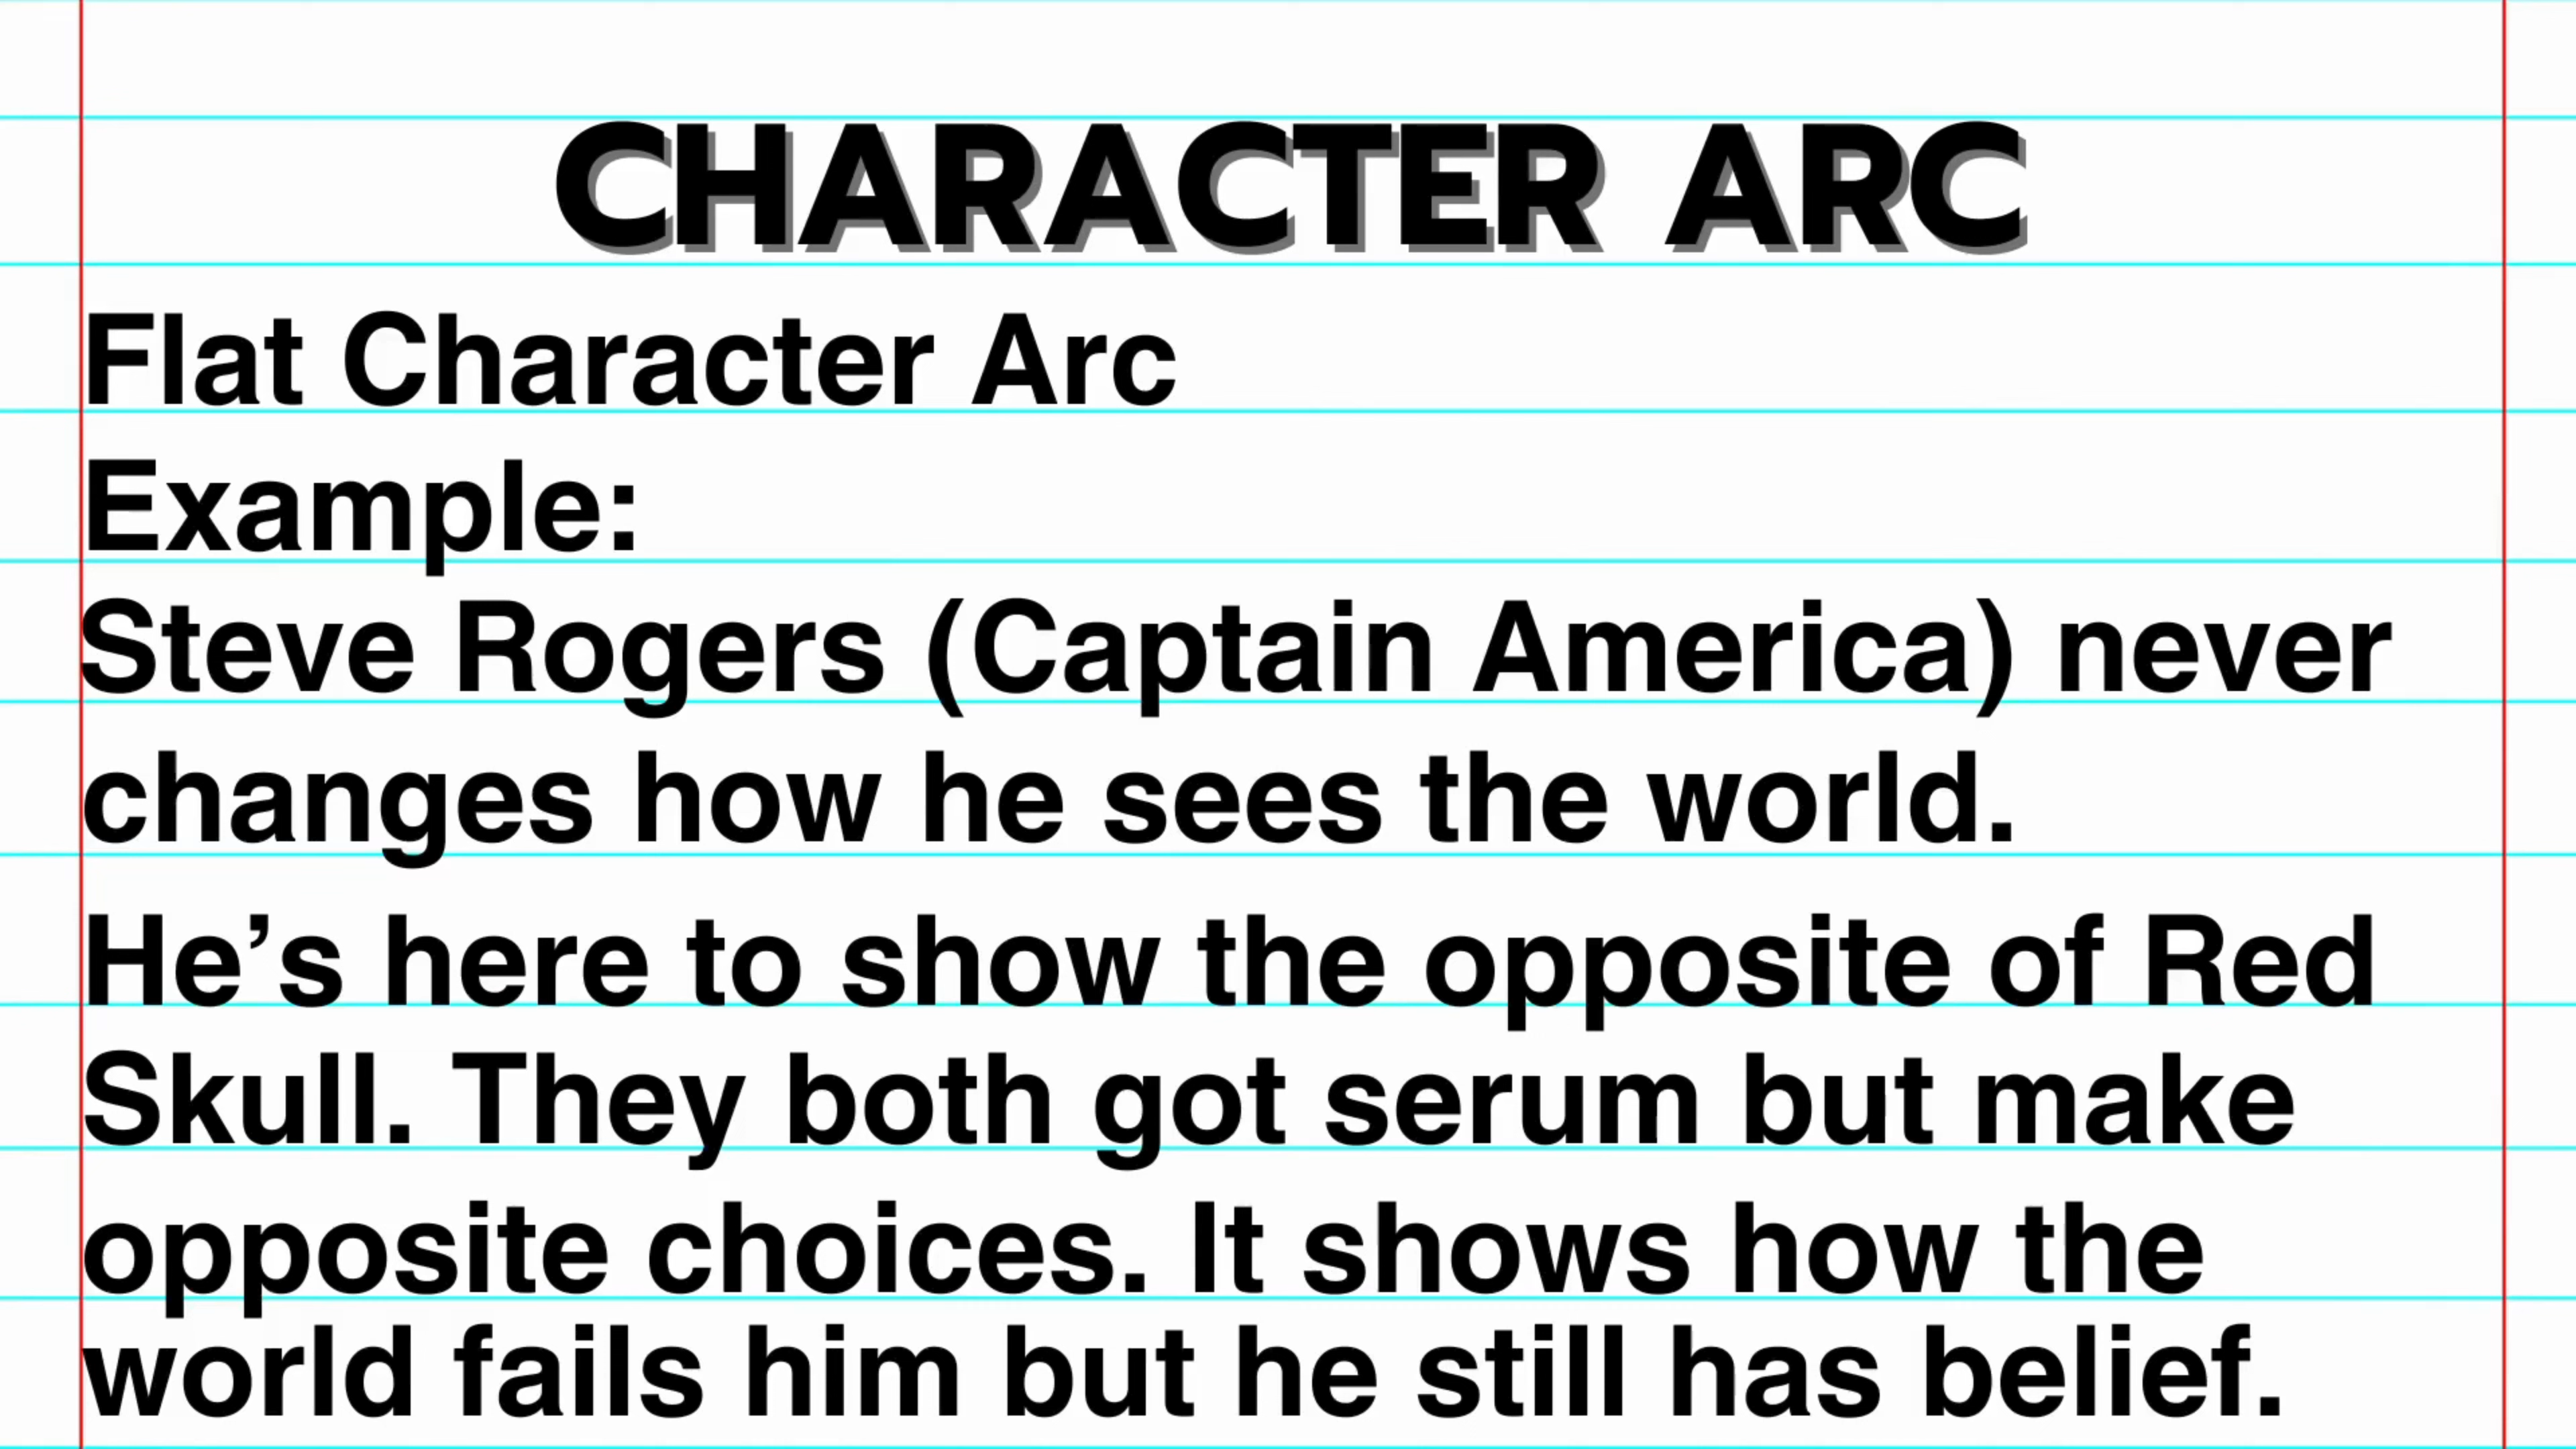 CHARACTER ARC
Flat Character Arc
Example:
Steve Rogers (Captain America) never
changes how he sees the world.
He’s here to show the opposite of Red
Skull. They both got serum but make
opposite choices. It shows how the
world fails him but he still has belief.